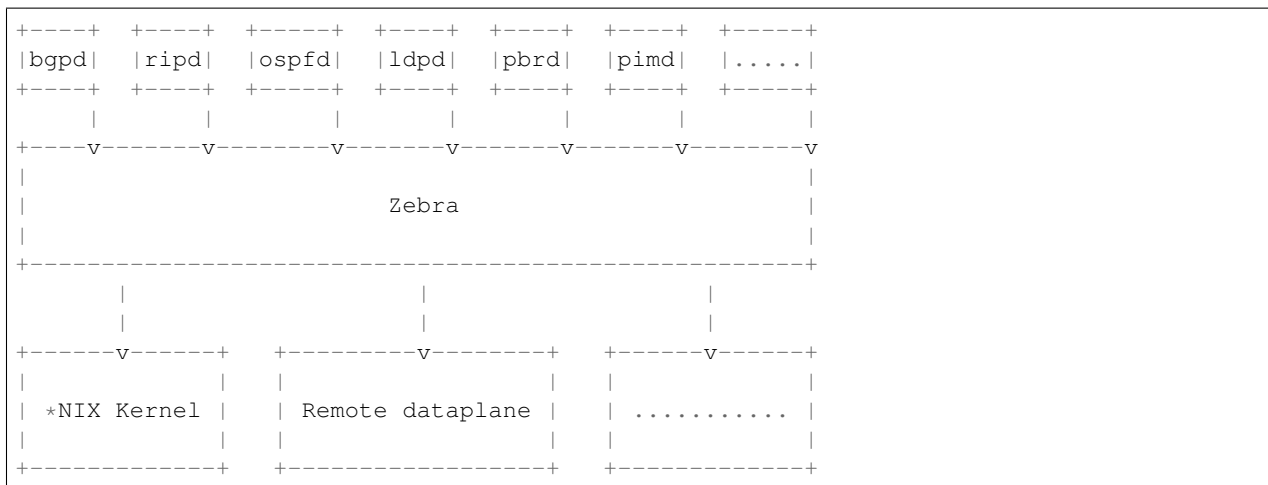 +----+  +----+  +-----+  +----+  +----+  +----+  +-----+
|bgpd|  |ripd|  |ospfd|  |ldpd|  |pbrd|  |pimd|  |.....|
+----+  +----+  +-----+  +----+  +----+  +----+  +-----+
     |       |        |       |       |       |        |
+----v-------v--------v-------v-------v-------v--------v
|                                                      |
|                         Zebra                        |
|                                                      |
+------------------------------------------------------+
       |                    |                   |
       |                    |                   |
+------v------+   +---------v--------+   +------v------+
|             |   |                  |   |             |
| *NIX Kernel |   | Remote dataplane |   | ........... |
|             |   |                  |   |             |
+-------------+   +------------------+   +-------------+